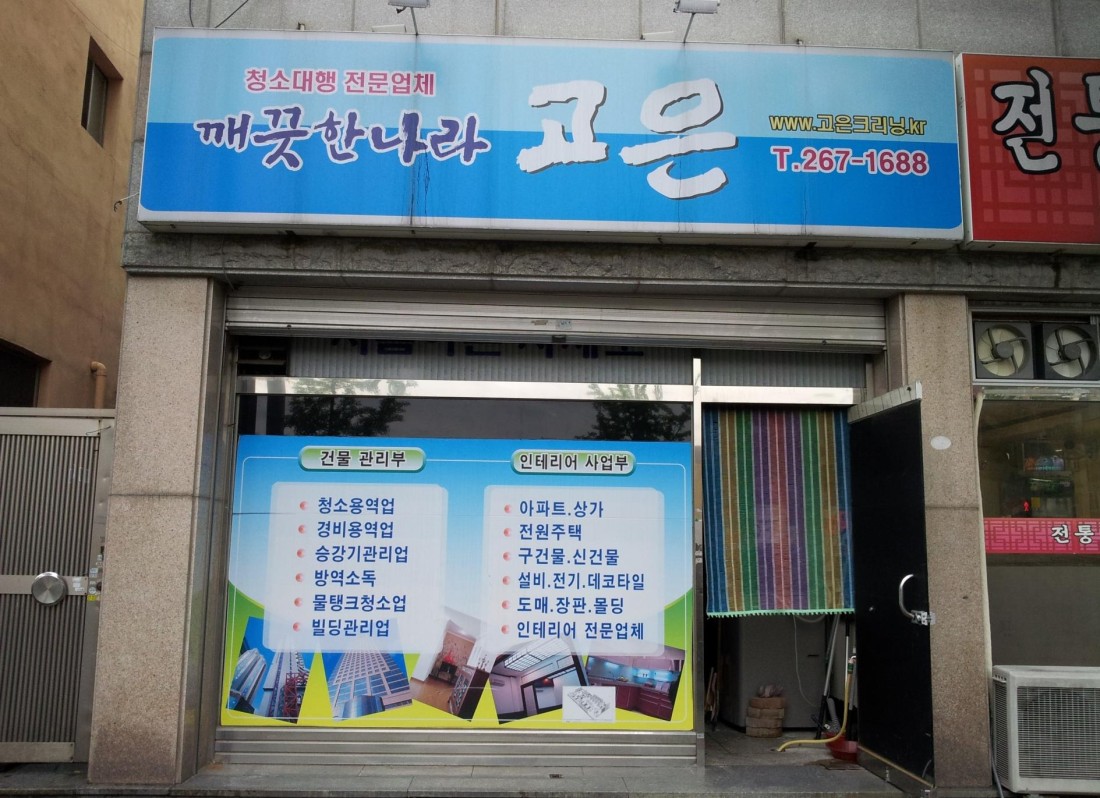 청소대행 전문업체
깨끗한나라 고은
www.고은크리닝.kr
T.267-1688
건물 관리부
청소용역업
경비용역업
승강기관리업
방역소독
물탱크청소업
빌딩관리업
인테리어 사업부
아파트.상가
전원주택
구건물.신건물
설비.전기.데코타일
도매.장판.몰딩
인테리어 전문업체
전통